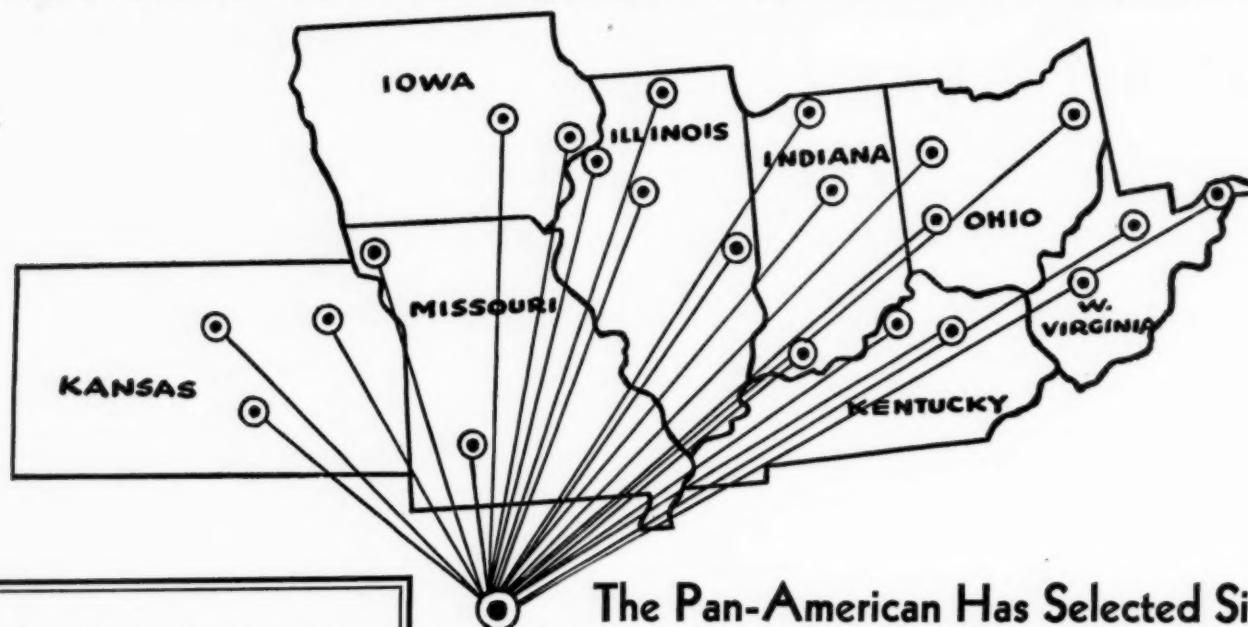 IOWA
ILLINOIS
INDIANA
OHIO
MISSOURI
W.
VIRGINIA
KANSAS
KENTUCKY
The Pan-American Has Selected Si